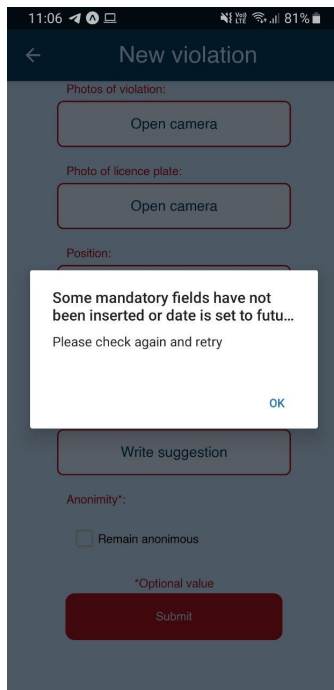 11:06 81%
New violation
Photos of violation:
Open camera
Photo of licence plate:
Open camera
Position:
Some mandatory fields have not
been inserted or date is set to futu...
Please check again and retry
OK
Write suggestion
Anonimity*:
Remain anonimous
*Optional value
Submit